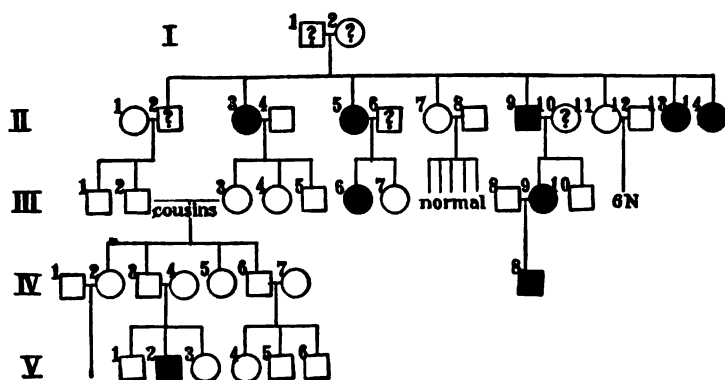 I 1 ? 2 ?
II 1 2 ? 3 4 5 6 ? 7 8 9 10 ? 11 12 13 14
III 1 2 cousins 3 4 5 6 7 normal 8 9 10 6N
IV 1 2 3 4 5 6 7 8
V 1 2 3 4 5 6